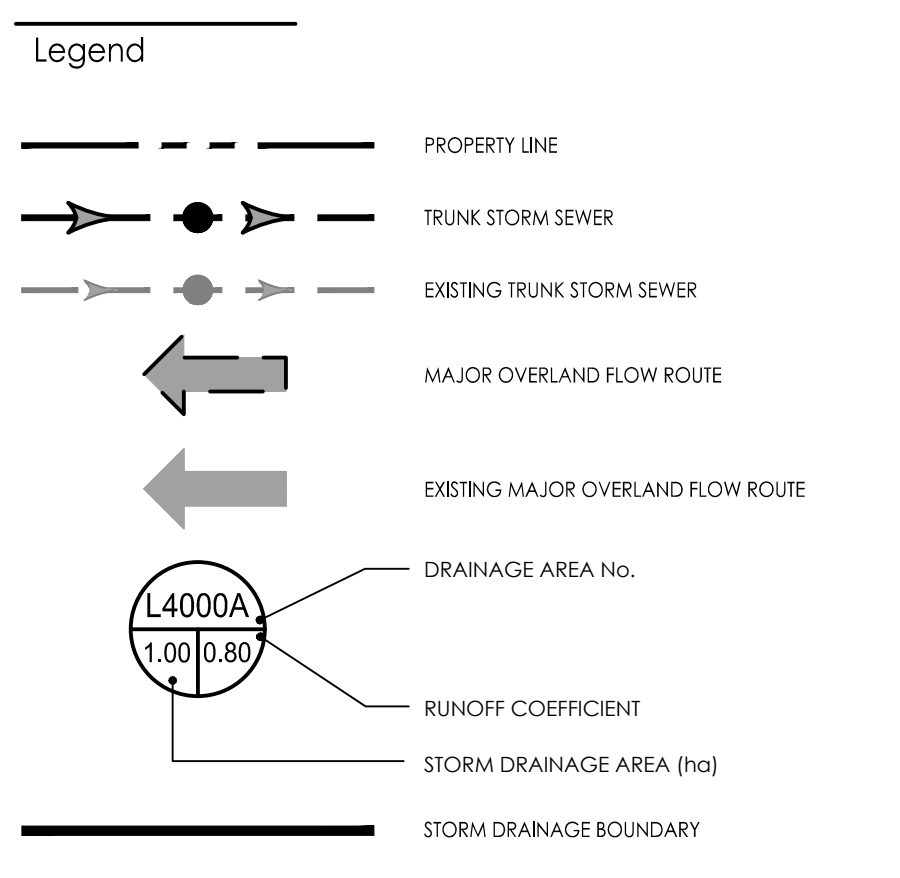 Legend
PROPERTY LINE
TRUNK STORM SEWER
EXISTING TRUNK STORM SEWER
MAJOR OVERLAND FLOW ROUTE
EXISTING MAJOR OVERLAND FLOW ROUTE
DRAINAGE AREA No.
L4000A
1.00 0.80
RUNOFF COEFFICIENT
STORM DRAINAGE AREA (ha)
STORM DRAINAGE BOUNDARY